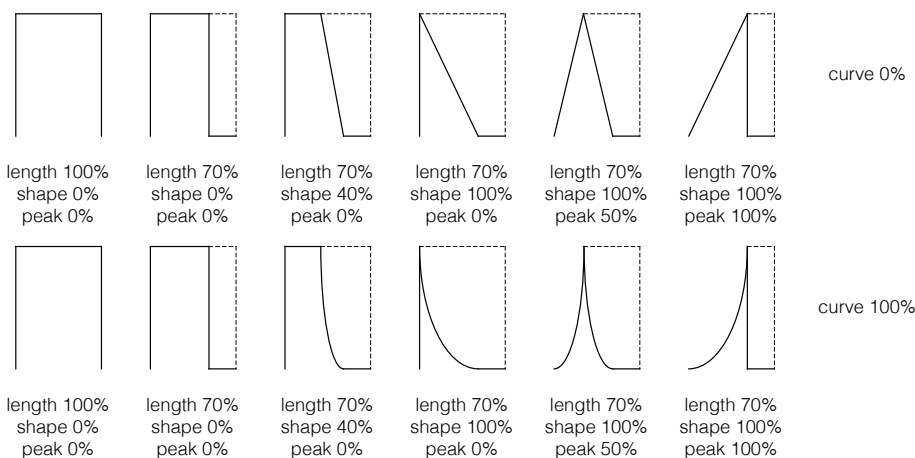 curve 0%
length 100%
shape 0%
peak 0%
length 70%
shape 0%
peak 0%
length 70%
shape 40%
peak 0%
length 70%
shape 100%
peak 0%
length 70%
shape 100%
peak 50%
length 70%
shape 100%
peak 100%
curve 100%
length 100%
shape 0%
peak 0%
length 70%
shape 0%
peak 0%
length 70%
shape 40%
peak 0%
length 70%
shape 100%
peak 0%
length 70%
shape 100%
peak 50%
length 70%
shape 100%
peak 100%